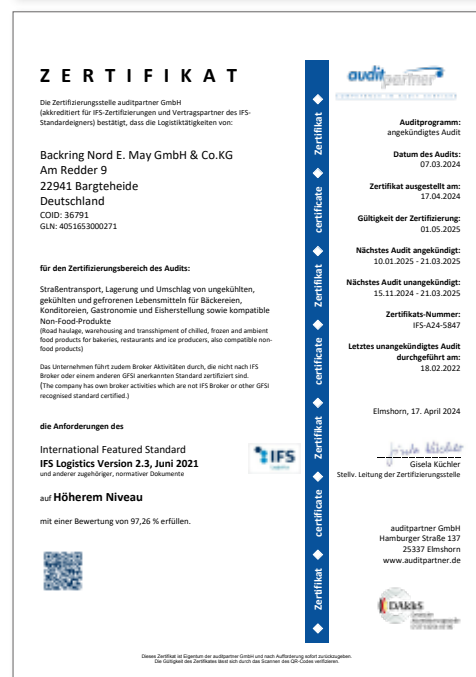 ZERTIFIKAT
Die Zertifizierungsstelle auditpartner GmbH
(akkreditiert für IFS-Zertifizierungen und Vertragspartner des IFS-
Standardeigners) bestätigt, dass die Logistiktätigkeiten von:
Backring Nord E. May GmbH & Co.KG
Am Redder 9
22941 Bargteheide
Deutschland
COID: 36791
GLN: 4051653000271
für den Zertifizierungsbereich des Audits:
Straßentransport, Lagerung und Umschlag von ungekühlten,
gekühlten und gefrorenen Lebensmitteln für Bäckereien,
Konditoreien, Gastronomie und Eisherstellung sowie kompatible
Non-Food-Produkte
(Road haulage, warehousing and transshipment of chilled, frozen and ambient
food products for bakeries, restaurants and ice producers, also compatible non-
food products)
Das Unternehmen führt zudem Broker Aktivitäten durch, die nicht nach IFS
Broker oder einem anderen GFSI anerkannten Standard zertifiziert sind.
(The company has own broker activities which are not IFS Broker or other GFSI
recognised standard certified.)
die Anforderungen des
International Featured Standard
IFS Logistics Version 2.3, Juni 2021
und anderer zugehöriger, normativer Dokumente
auf Höherem Niveau
mit einer Bewertung von 97,26 % erfüllen.
IFS
Logistics
Zertifikat
certificate
Zertifikat
certificate
Zertifikat
certificate
Zertifikat
auditpartner
COMPETENCE IN AUDIT SERVICES
Auditprogramm:
angekündigtes Audit
Datum des Audits:
07.03.2024
Zertifikat ausgestellt am:
17.04.2024
Gültigkeit der Zertifizierung:
01.05.2025
Nächstes Audit angekündigt:
10.01.2025 - 21.03.2025
Nächstes Audit unangekündigt:
15.11.2024 - 21.03.2025
Zertifikats-Nummer:
IFS-A24-5847
Letztes unangekündigtes Audit
durchgeführt am:
18.02.2022
Elmshorn, 17. April 2024
Gisela Küchler
Gisela Küchler
Stellv. Leitung der Zertifizierungsstelle
auditpartner GmbH
Hamburger Straße 137
25337 Elmshorn
www.auditpartner.de
DAkkS
Deutsche
Akkreditierungsstelle
Dieses Zertifikat ist Eigentum der auditpartner GmbH und nach Aufforderung sofort zurückzugeben.
Die Gültigkeit des Zertifikates lässt sich durch das Scannen des QR-Codes verifizieren.